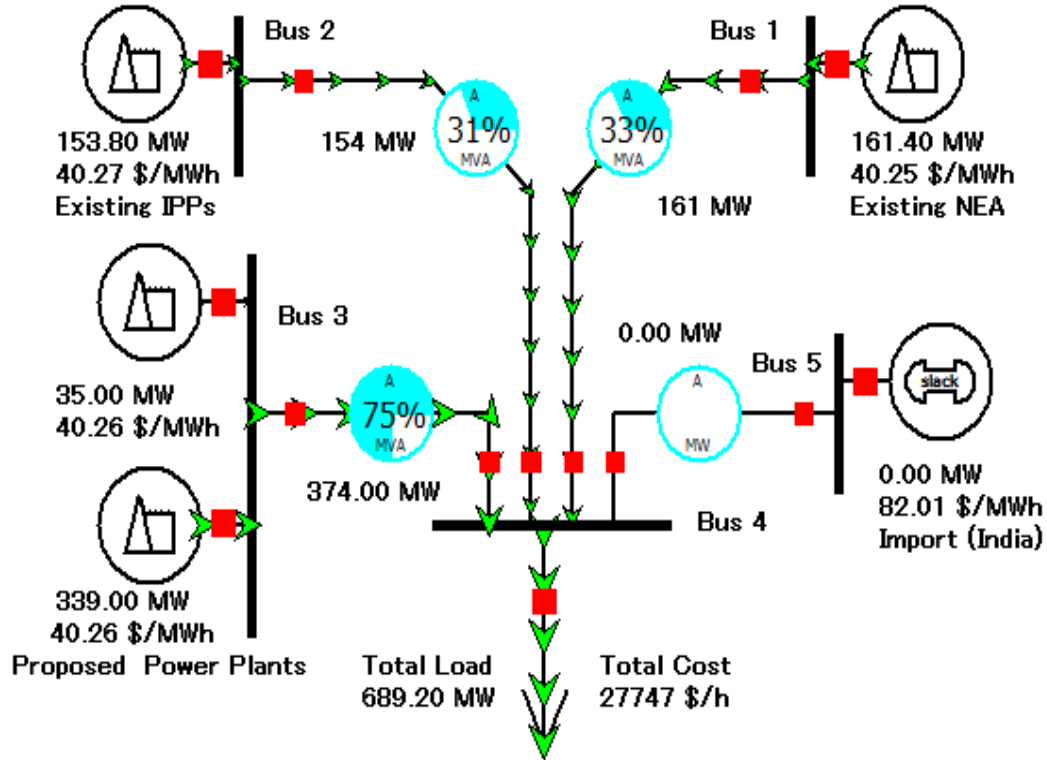 Bus 2
Bus 1
A
31%
MVA
A
33%
MVA
153.80 MW
40.27 $/MWh
Existing IPPs
154 MW
161 MW
161.40 MW
40.25 $/MWh
Existing NEA
Bus 3
0.00 MW
Bus 5
slack
35.00 MW
40.26 $/MWh
A
75%
MVA
A
MW
374.00 MW
0.00 MW
82.01 $/MWh
Import (India)
Bus 4
339.00 MW
40.26 $/MWh
Proposed Power Plants
Total Load
689.20 MW
Total Cost
27747 $/h